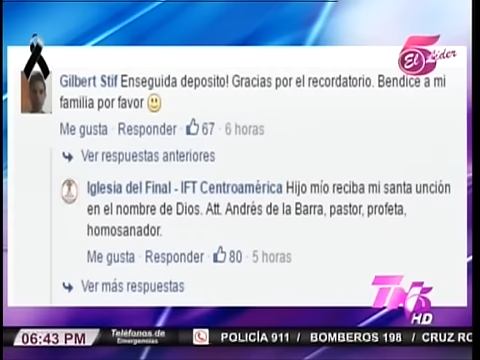 El 5 Líder
Gilbert Stif Enseguida deposito! Gracias por el recordatorio. Bendice a mi
familia por favor
Me gusta · Responder · 67 · 6 horas
Ver respuestas anteriores
Iglesia del Final - IFT Centroamérica Hijo mío reciba mi santa unción
en el nombre de Dios. Att. Andrés de la Barra, pastor, profeta,
homosanador.
Me gusta · Responder · 80 · 5 horas
Ver más respuestas
HD
06:43 PM
Teléfonos de
Emergencias
POLICÍA 911 / BOMBEROS 198 / CRUZ RO